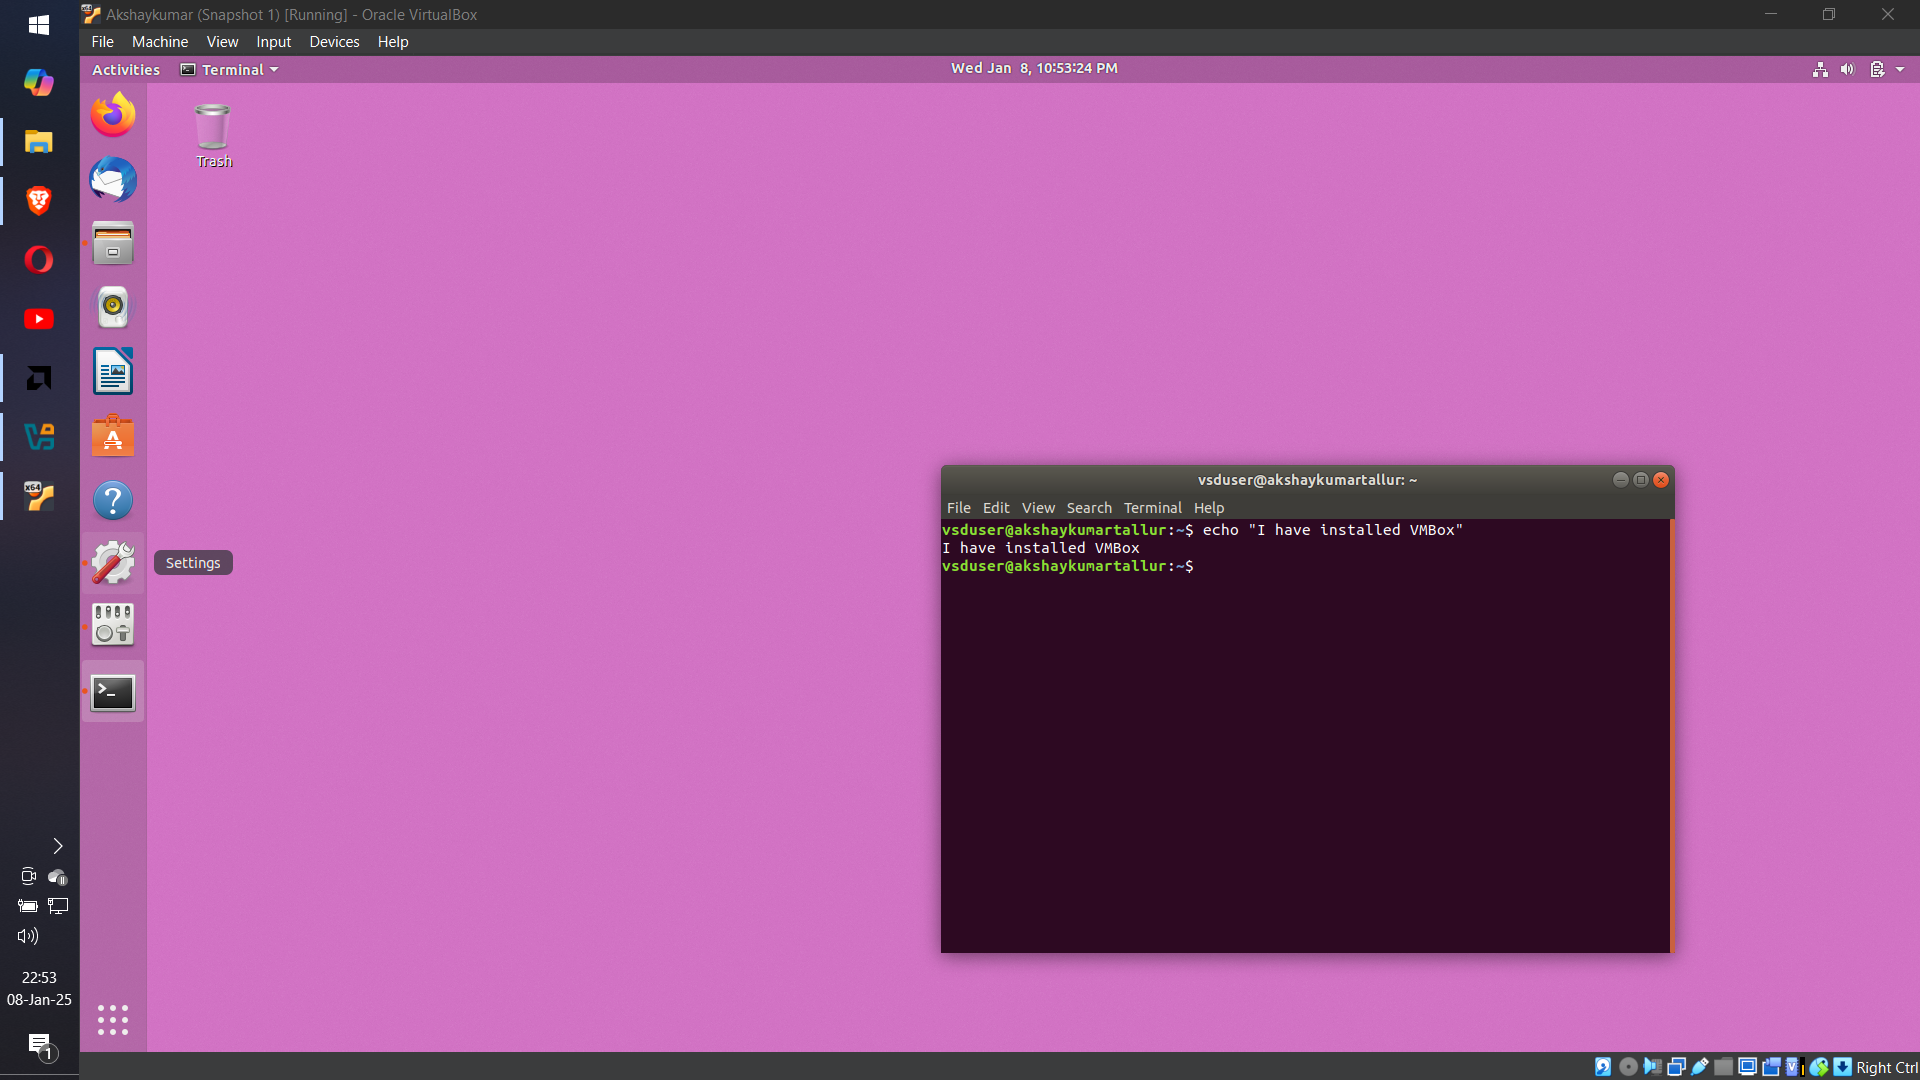 Akshaykumar (Snapshot 1) [Running] - Oracle VirtualBox
File Machine View Input Devices Help
Activities Terminal Wed Jan 8, 10:53:24 PM
Trash
vsduser@akshaykumartallur: ~
File Edit View Search Terminal Help
vsduser@akshaykumartallur:~$ echo "I have installed VMBox"
I have installed VMBox
vsduser@akshaykumartallur:~$
Settings
22:53
08-Jan-25
1
x64
Right Ctrl